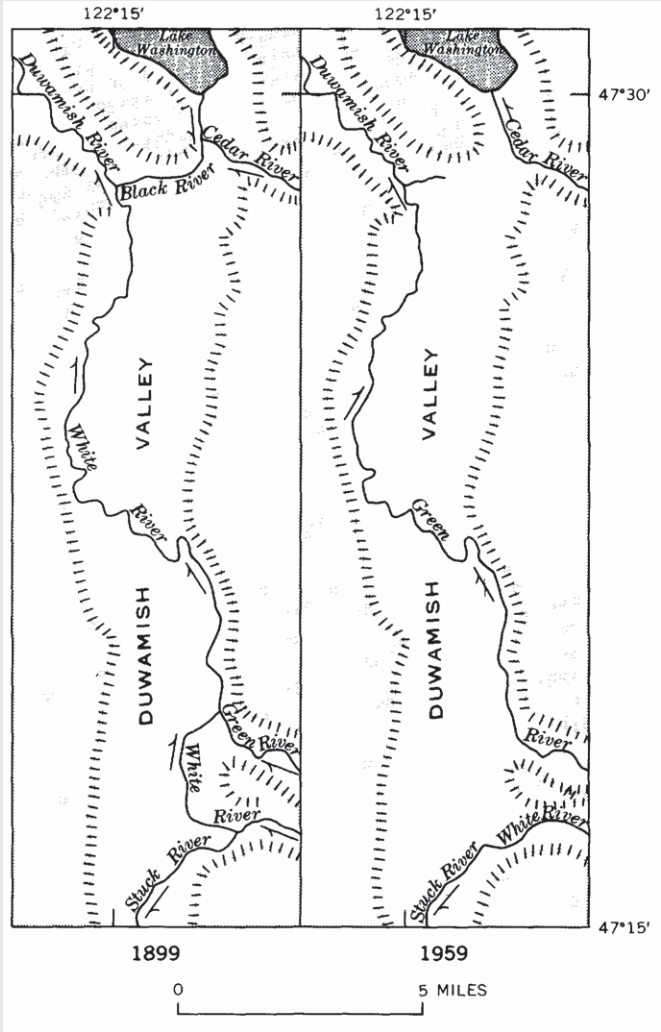 122°15'
122°15'
Lake
Washington
Lake
Washington
47°30'
Duwamish River
Cedar River
Black River
Duwamish River
Cedar River
VALLEY
White
River
DUWAMISH
Green River
White
River
Stuck River
VALLEY
Green
DUWAMISH
River
White River
Stuck River
47°15'
1899
1959
0
5 MILES